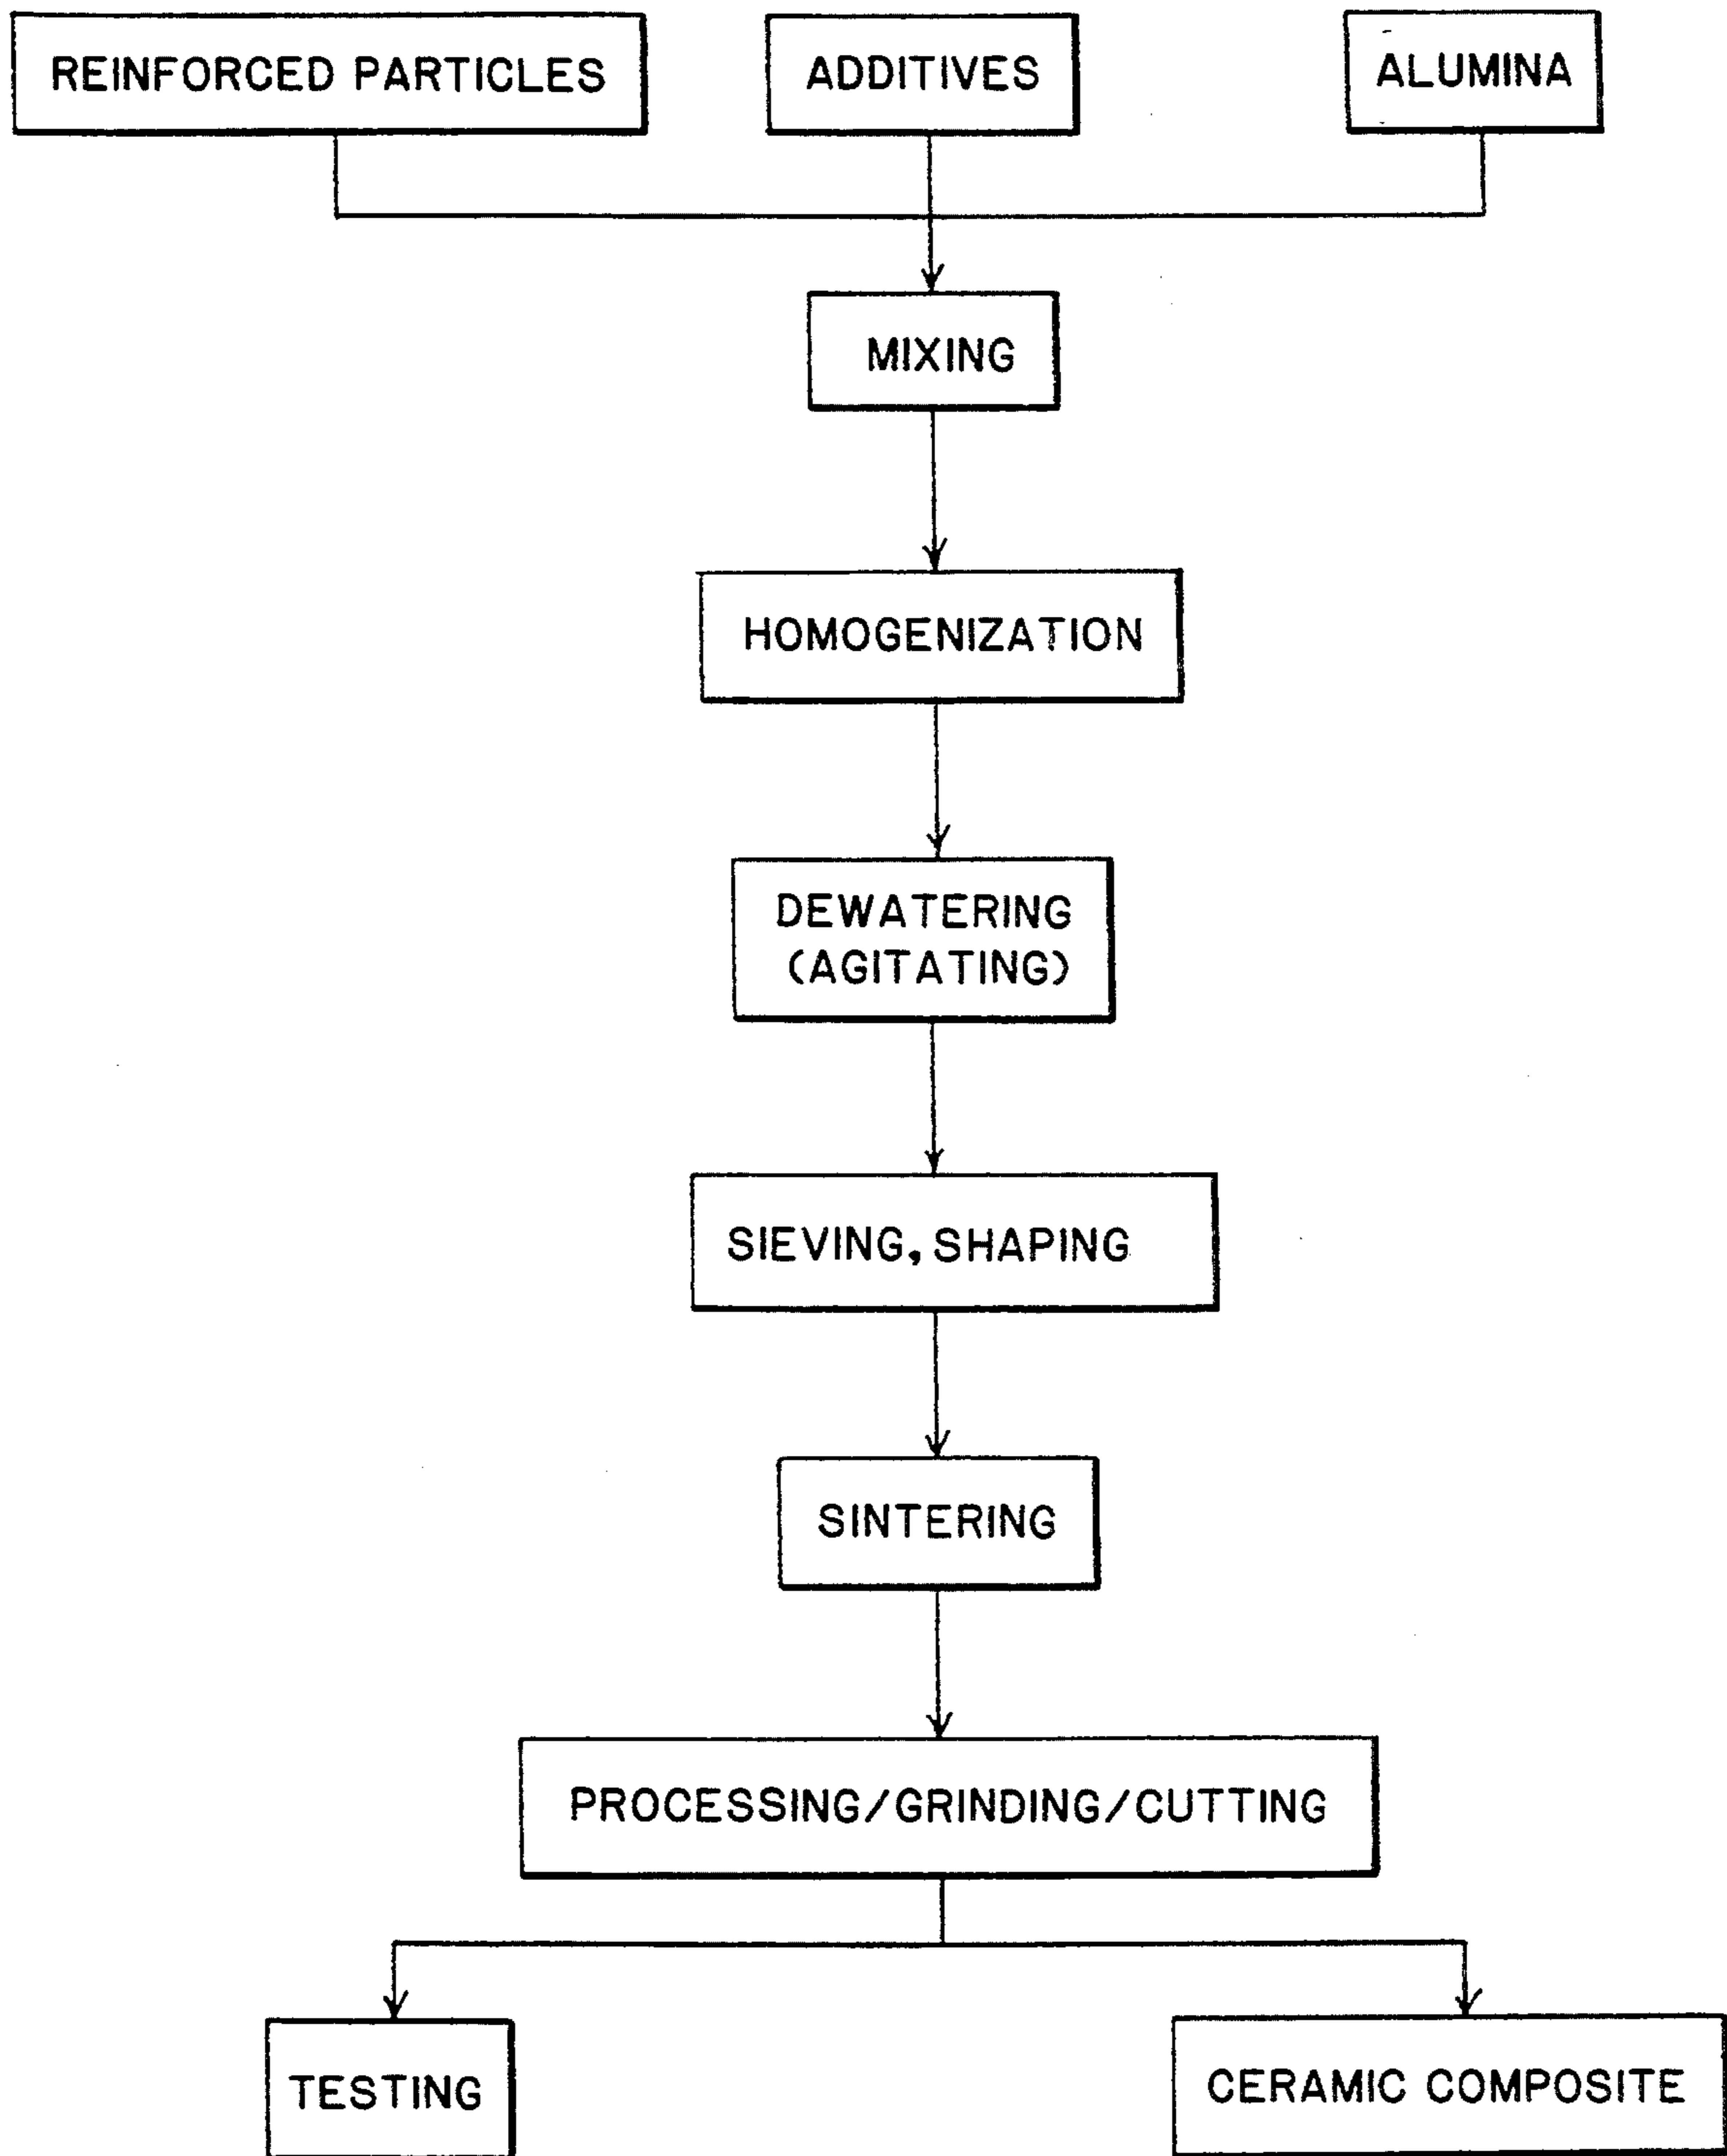 REINFORCED PARTICLES
ADDITIVES
ALUMINA
MIXING
HOMOGENIZATION
DEWATERING
(AGITATING)
SIEVING, SHAPING
SINTERING
PROCESSING/GRINDING/CUTTING
TESTING
CERAMIC COMPOSITE